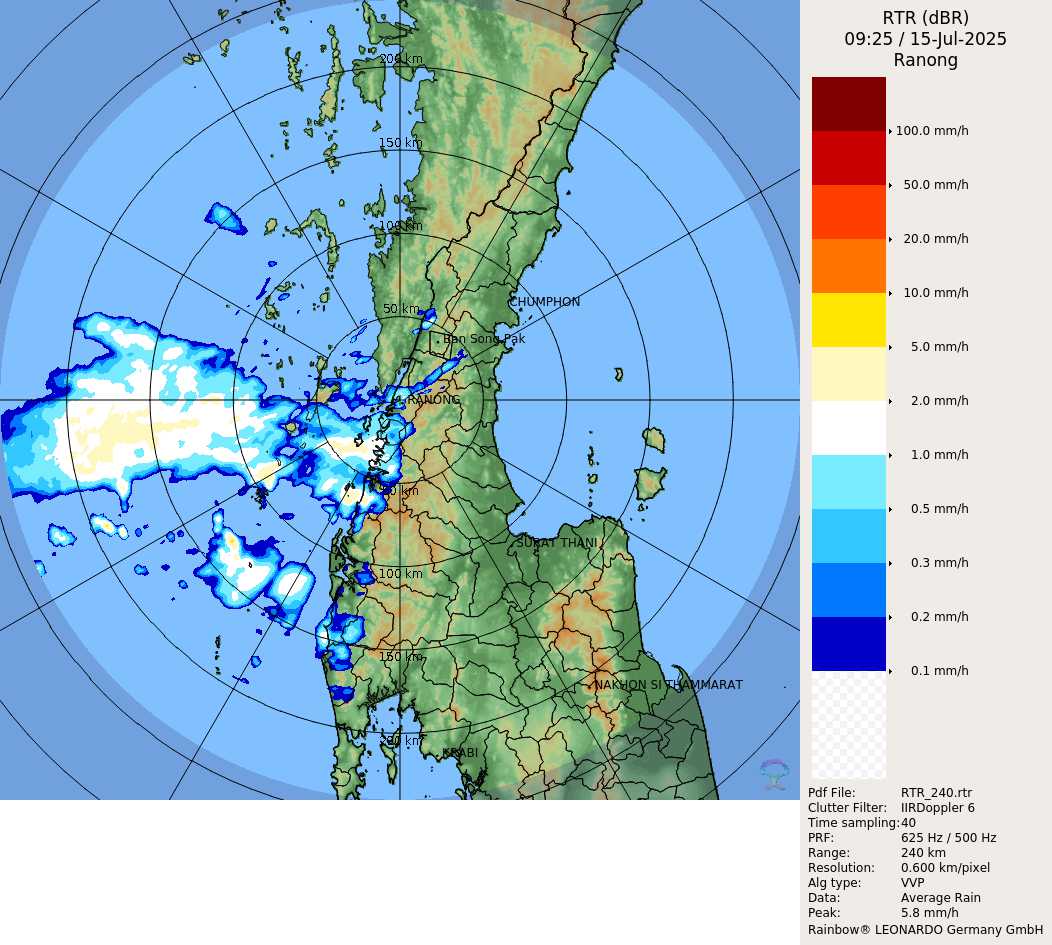 RTR (dBR)
09:25 / 15-Jul-2025
Ranong
200 km
150 km
100 km
50 km
CHUMPHON
Ban Song Pak
RANONG
50 km
SURAT THANI
100 km
150 km
NAKHON SI THAMMARAT
200 km
KRABI
100.0 mm/h
50.0 mm/h
20.0 mm/h
10.0 mm/h
5.0 mm/h
2.0 mm/h
1.0 mm/h
0.5 mm/h
0.3 mm/h
0.2 mm/h
0.1 mm/h
Pdf File: RTR_240.rtr
Clutter Filter: IIRDoppler 6
Time sampling:40
PRF: 625 Hz / 500 Hz
Range: 240 km
Resolution: 0.600 km/pixel
Alg type: VVP
Data: Average Rain
Peak: 5.8 mm/h
Rainbow® LEONARDO Germany GmbH